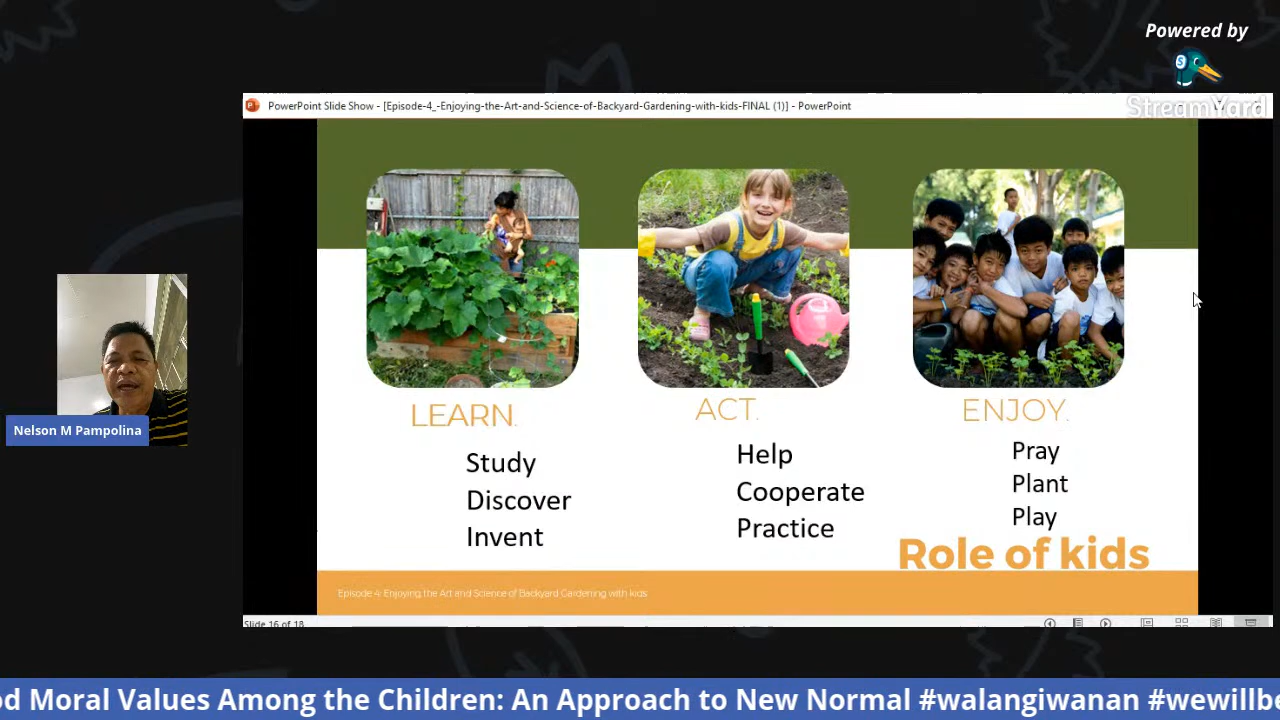 Powered by
StreamYard
PowerPoint Slide Show - [Episode-4_-Enjoying-the-Art-and-Science-of-Backyard-Gardening-with-kids-FINAL (1)] - PowerPoint
LEARN.
Study
Discover
Invent
ACT.
Help
Cooperate
Practice
ENJOY.
Pray
Plant
Play
Role of kids
Episode 4: Enjoying the Art and Science of Backyard Gardening with kids
Slide 16 of 18
Nelson M Pampolina
od Moral Values Among the Children: An Approach to New Normal #walangiwanan #wewillbe